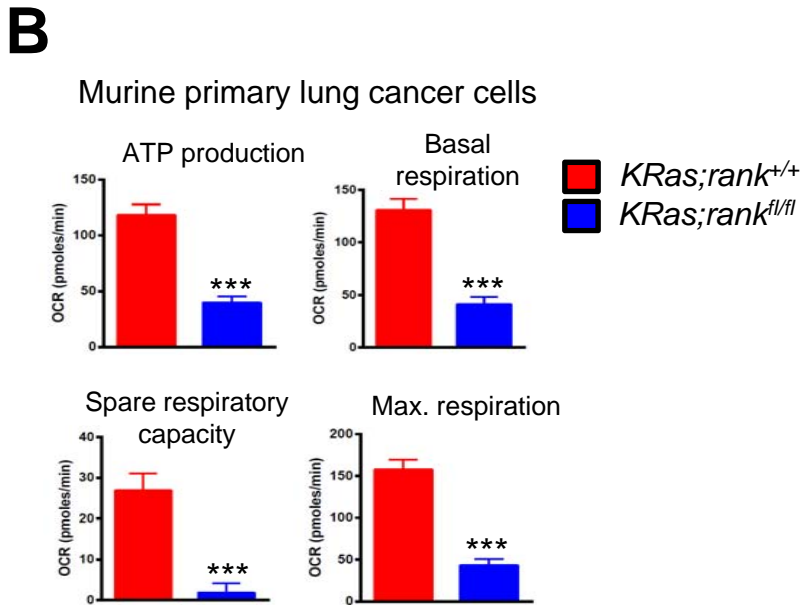 B
Murine primary lung cancer cells
ATP production
150
100
50
0
OCR (pmoles/min)
***
Basal
respiration
150
100
50
0
OCR (pmoles/min)
***
KRas;rank+/+
KRas;rankfl/fl
Spare respiratory
capacity
40
30
20
10
0
OCR (pmoles/min)
***
Max. respiration
200
150
100
50
0
OCR (pmoles/min)
***